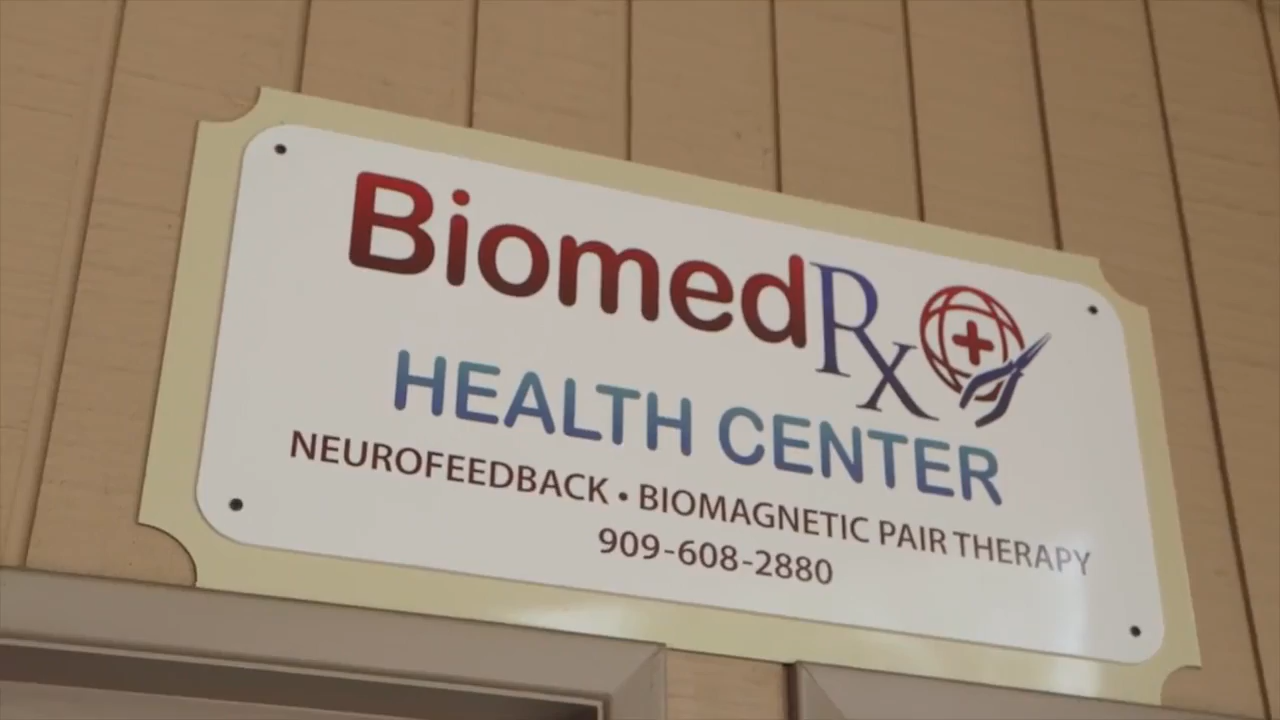 BiomedRx
HEALTH CENTER
NEUROFEEDBACK • BIOMAGNETIC PAIR THERAPY
909-608-2880